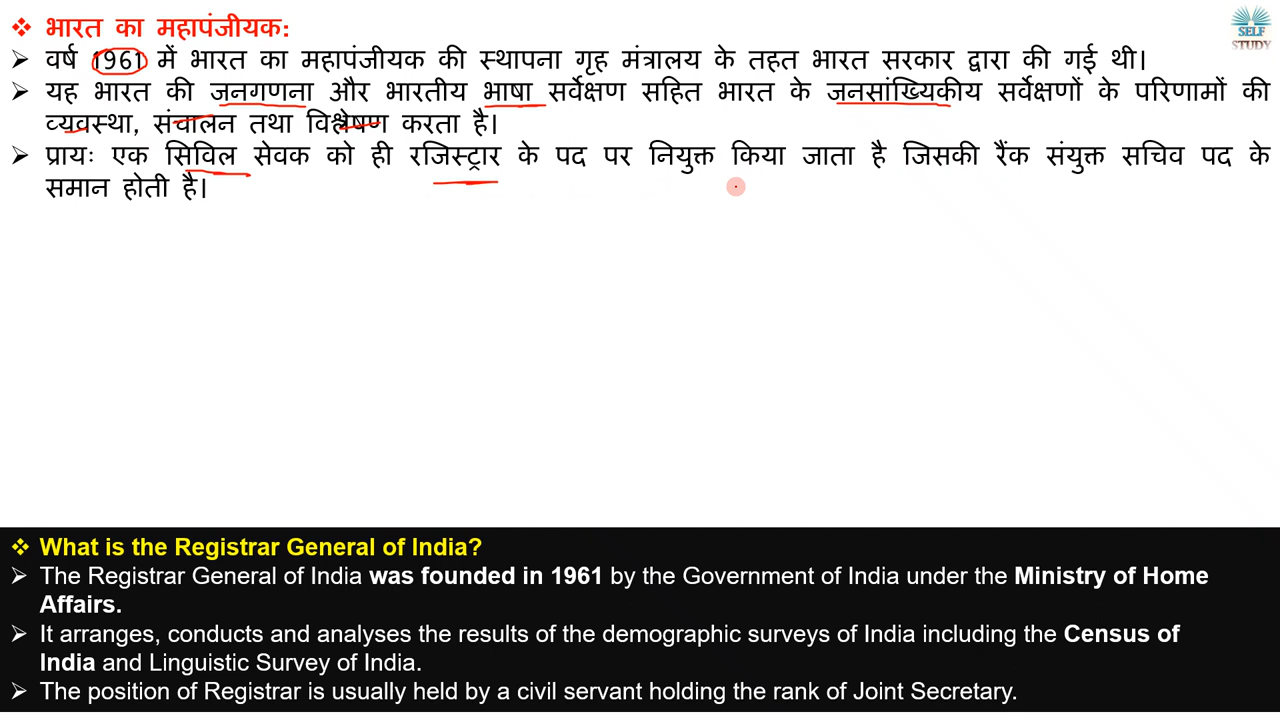 ❖ भारत का महापंजीयक:
SELF
STUDY
➢ वर्ष 1961 में भारत का महापंजीयक की स्थापना गृह मंत्रालय के तहत भारत सरकार द्वारा की गई थी।
➢ यह भारत की जनगणना और भारतीय भाषा सर्वेक्षण सहित भारत के जनसांख्यिकीय सर्वेक्षणों के परिणामों की
व्यवस्था, संचालन तथा विश्लेषण करता है।
➢ प्रायः एक सिविल सेवक को ही रजिस्ट्रार के पद पर नियुक्त किया जाता है जिसकी रैंक संयुक्त सचिव पद के
समान होती है।
❖ What is the Registrar General of India?
➢ The Registrar General of India was founded in 1961 by the Government of India under the Ministry of Home
Affairs.
➢ It arranges, conducts and analyses the results of the demographic surveys of India including the Census of
India and Linguistic Survey of India.
➢ The position of Registrar is usually held by a civil servant holding the rank of Joint Secretary.